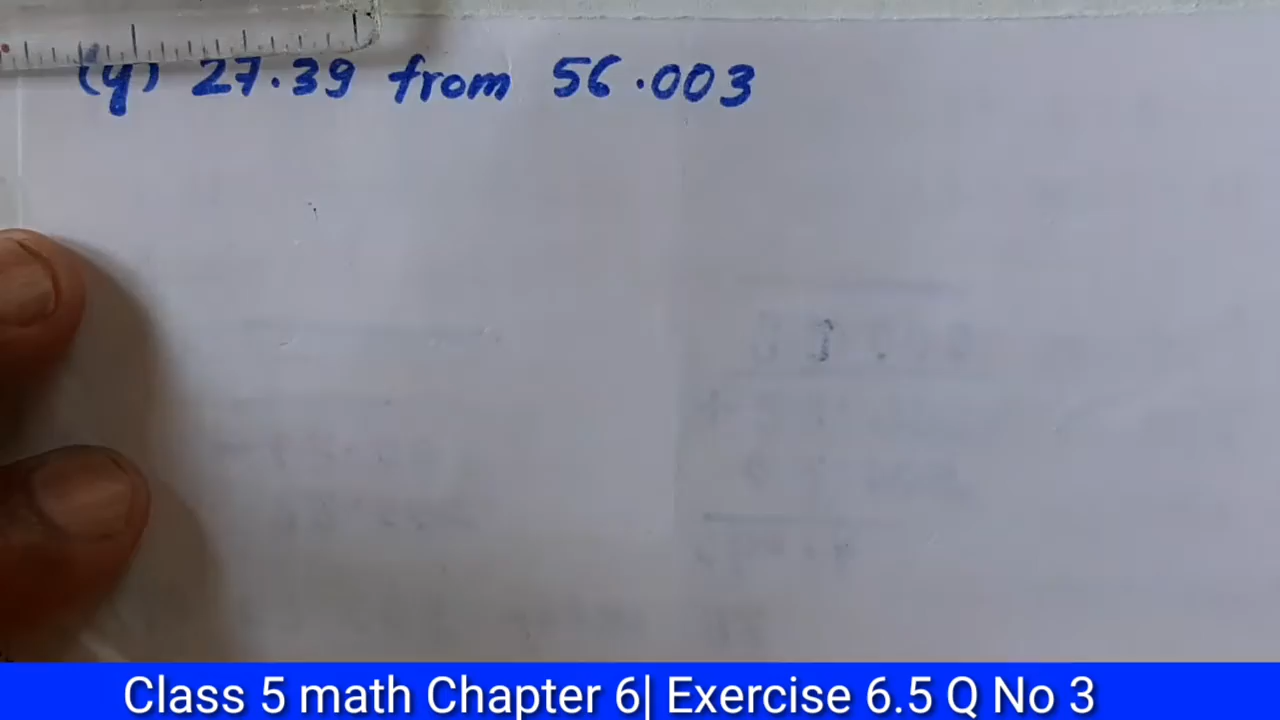 (y) 27.39 from 56.003
Class 5 math Chapter 6| Exercise 6.5 Q No 3